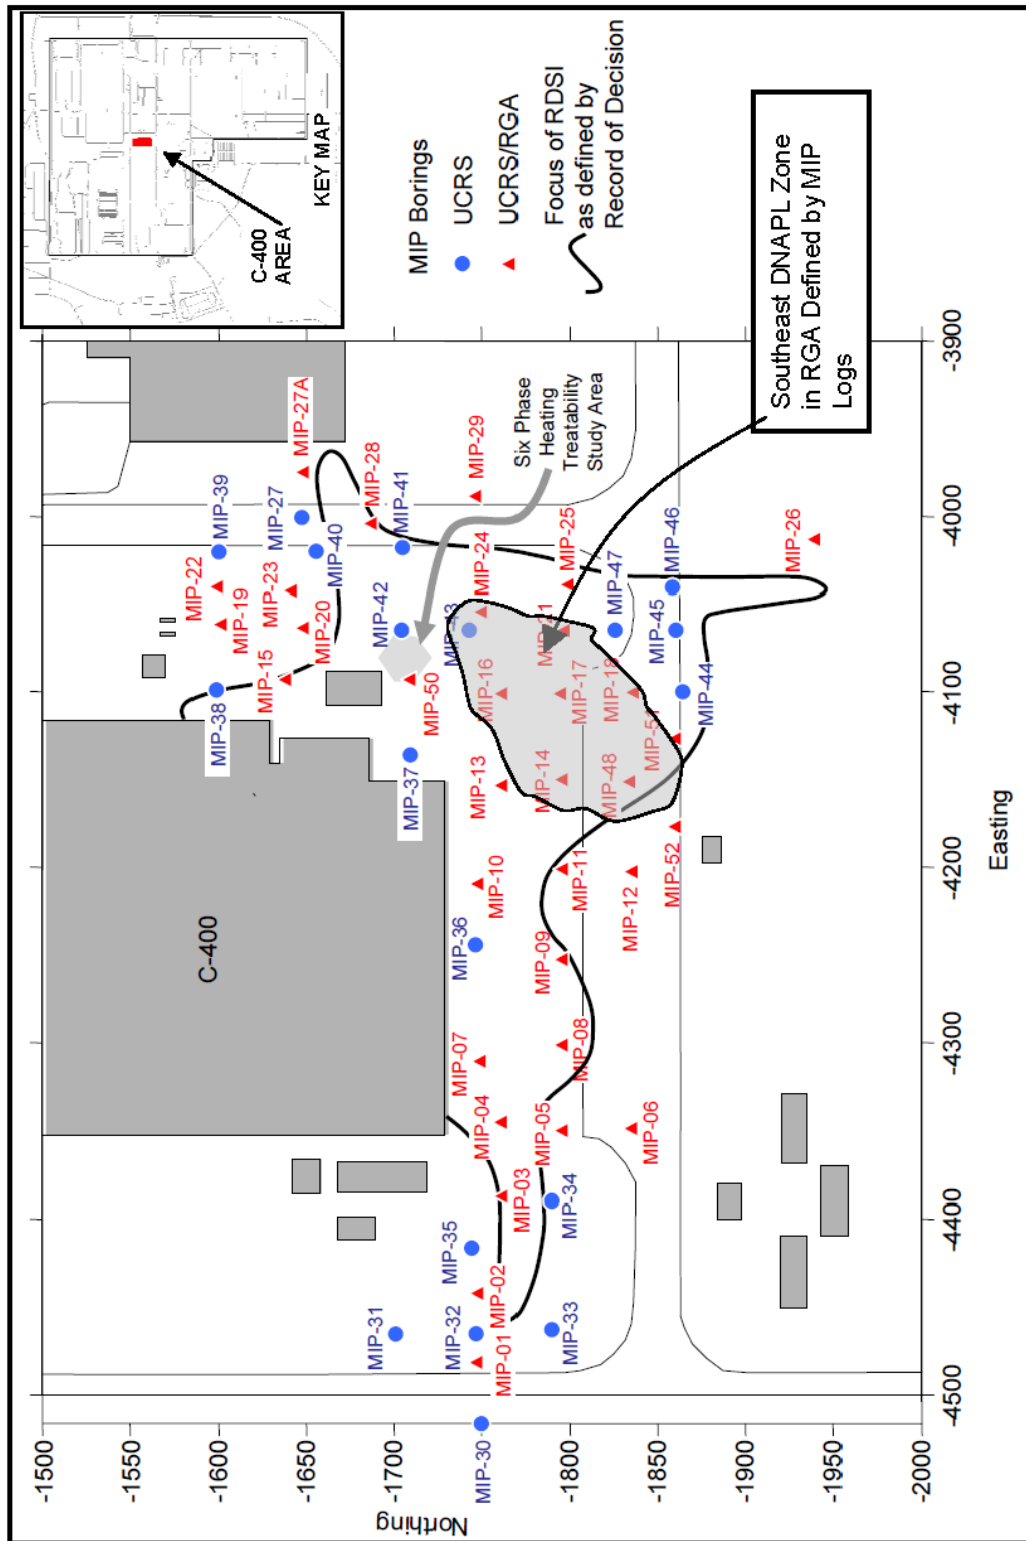 C-400
AREA
KEY MAP
MIP Borings
UCRS
UCRS/RGA
Focus of RDSI
as defined by
Record of Decision
Southeast DNAPL Zone
in RGA Defined by MIP
Logs
Six Phase
Heating
Treatability
Study Area
C-400
MIP-38
MIP-15
MIP-22
MIP-19
MIP-39
MIP-23
MIP-20
MIP-27
MIP-40
MIP-27A
MIP-28
MIP-41
MIP-42
MIP-50
MIP-37
MIP-29
MIP-24
MIP-43
MIP-25
MIP-21
MIP-16
MIP-17
MIP-18
MIP-13
MIP-14
MIP-48
MIP-51
MIP-47
MIP-46
MIP-45
MIP-44
MIP-26
MIP-10
MIP-11
MIP-12
MIP-52
MIP-36
MIP-09
MIP-07
MIP-08
MIP-04
MIP-05
MIP-06
MIP-03
MIP-34
MIP-35
MIP-02
MIP-31
MIP-32
MIP-33
MIP-01
MIP-30
Northing
-1500
-1550
-1600
-1650
-1700
-1750
-1800
-1850
-1900
-1950
-2000
-4500
-4400
-4300
-4200
-4100
-4000
-3900
Easting